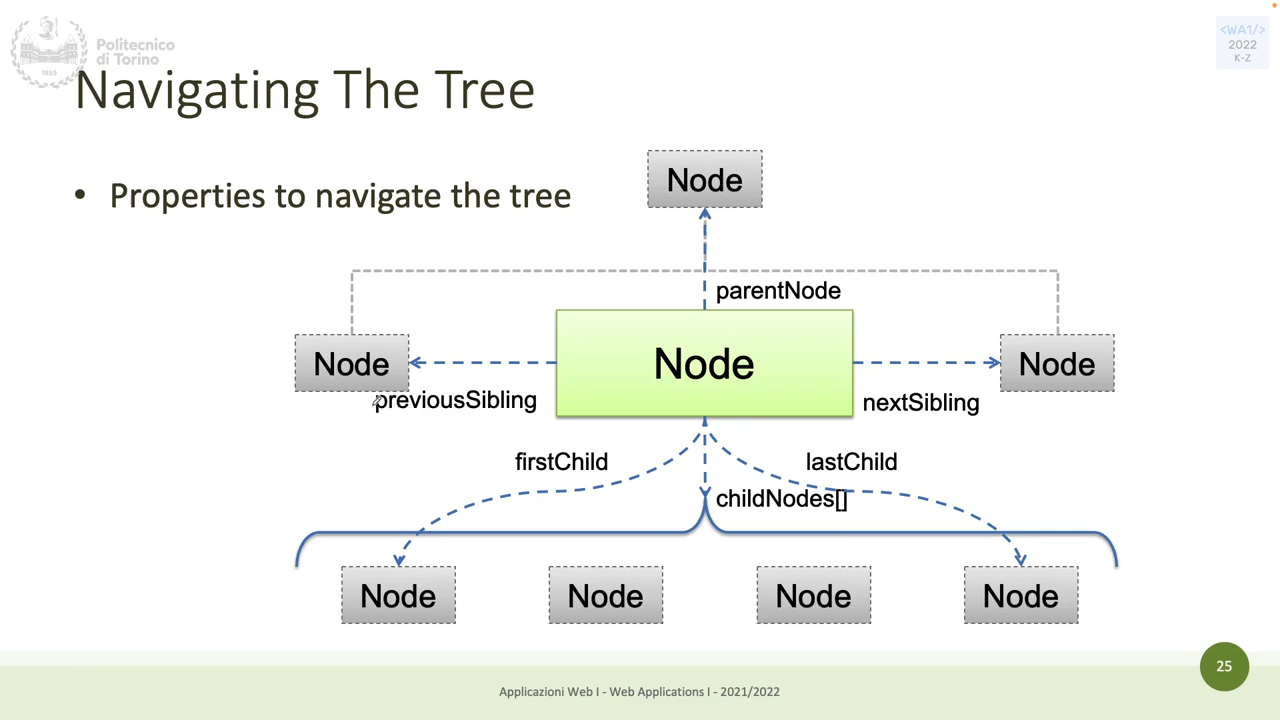 Politecnico
di Torino
1859
<WA1/>
2022
K-Z
Navigating The Tree
• Properties to navigate the tree
Node
parentNode
Node
Node
Node
previousSibling
nextSibling
firstChild
lastChild
childNodes[]
Node
Node
Node
Node
25
Applicazioni Web I - Web Applications I - 2021/2022